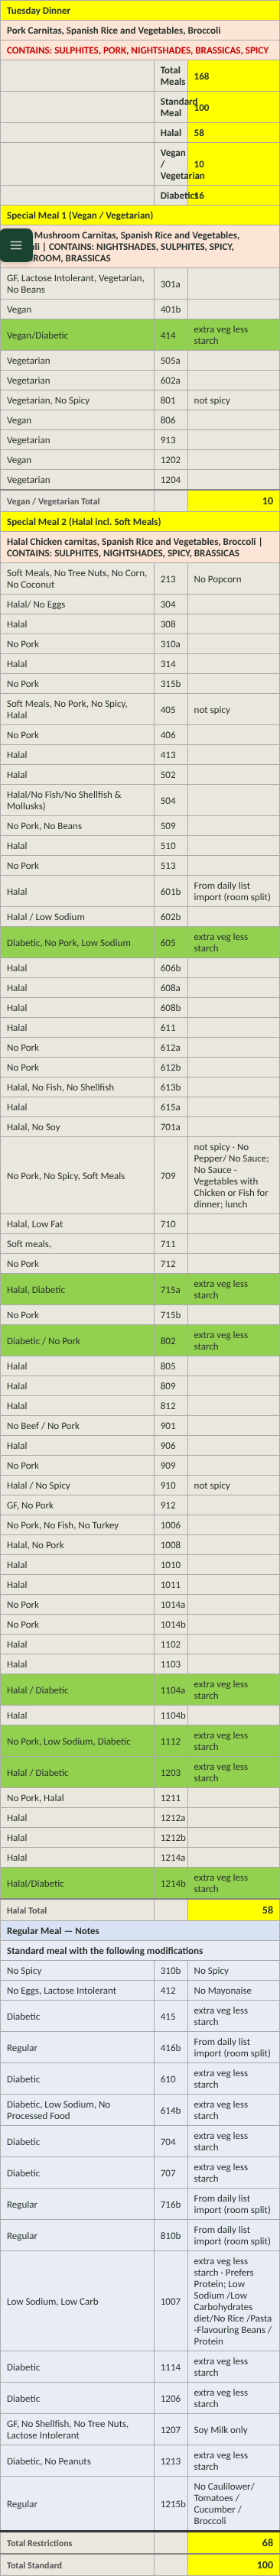 Tuesday Dinner
Pork Carnitas, Spanish Rice and Vegetables, Broccoli
CONTAINS: SULPHITES, PORK, NIGHTSHADES, BRASSICAS, SPICY
Total
Meals 168
Standard
Meal 100
Halal 58
Vegan
/
Vegetarian 10
Diabetics 16
Special Meal 1 (Vegan / Vegetarian)
Mushroom Carnitas, Spanish Rice and Vegetables,
| CONTAINS: NIGHTSHADES, SULPHITES, SPICY,
BRASSICAS
GF, Lactose Intolerant, Vegetarian,
No Beans 301a
Vegan 401b
Vegan/Diabetic 414 extra veg less
starch
Vegetarian 505a
Vegetarian 602a
Vegetarian, No Spicy 801 not spicy
Vegan 806
Vegetarian 913
Vegan 1202
Vegetarian 1204
Vegan / Vegetarian Total 10
Special Meal 2 (Halal incl. Soft Meals)
Halal Chicken carnitas, Spanish Rice and Vegetables, Broccoli |
CONTAINS: SULPHITES, NIGHTSHADES, SPICY, BRASSICAS
Soft Meals, No Tree Nuts, No Corn,
No Coconut 213 No Popcorn
Halal/ No Eggs 304
Halal 308
No Pork 310a
Halal 314
No Pork 315b
Soft Meals, No Pork, No Spicy,
Halal 405 not spicy
No Pork 406
Halal 413
Halal 502
Halal/No Fish/No Shellfish &
Mollusks) 504
No Pork, No Beans 509
Halal 510
No Pork 513
Halal 601b From daily list
import (room split)
Halal / Low Sodium 602b
Diabetic, No Pork, Low Sodium 605 extra veg less
starch
Halal 606b
Halal 608a
Halal 608b
Halal 611
No Pork 612a
No Pork 612b
Halal, No Fish, No Shellfish 613b
Halal 615a
Halal, No Soy 701a
No Pork, No Spicy, Soft Meals 709 not spicy · No
Pepper/ No Sauce;
No Sauce -
Vegetables with
Chicken or Fish for
dinner; lunch
Halal, Low Fat 710
Soft meals, 711
No Pork 712
Halal, Diabetic 715a extra veg less
starch
No Pork 715b
Diabetic / No Pork 802 extra veg less
starch
Halal 805
Halal 809
Halal 812
No Beef / No Pork 901
Halal 906
No Pork 909
Halal / No Spicy 910 not spicy
GF, No Pork 912
No Pork, No Fish, No Turkey 1006
Halal, No Pork 1008
Halal 1010
Halal 1011
No Pork 1014a
No Pork 1014b
Halal 1102
Halal 1103
Halal / Diabetic 1104a extra veg less
starch
Halal 1104b
No Pork, Low Sodium, Diabetic 1112 extra veg less
starch
Halal / Diabetic 1203 extra veg less
starch
No Pork, Halal 1211
Halal 1212a
Halal 1212b
Halal 1214a
Halal/Diabetic 1214b extra veg less
starch
Halal Total 58
Regular Meal — Notes
Standard meal with the following modifications
No Spicy 310b No Spicy
No Eggs, Lactose Intolerant 412 No Mayonaise
Diabetic 415 extra veg less
starch
Regular 416b From daily list
import (room split)
Diabetic 610 extra veg less
starch
Diabetic, Low Sodium, No
Processed Food 614b extra veg less
starch
Diabetic 704 extra veg less
starch
Diabetic 707 extra veg less
starch
Regular 716b From daily list
import (room split)
Regular 810b From daily list
import (room split)
Low Sodium, Low Carb 1007 extra veg less
starch · Prefers
Protein; Low
Sodium /Low
Carbohydrates
diet/No Rice /Pasta
-Flavouring Beans /
Protein
Diabetic 1114 extra veg less
starch
Diabetic 1206 extra veg less
starch
GF, No Shellfish, No Tree Nuts,
Lactose Intolerant 1207 Soy Milk only
Diabetic, No Peanuts 1213 extra veg less
starch
Regular 1215b No Caulilower/
Tomatoes /
Cucumber /
Broccoli
Total Restrictions 68
Total Standard 100